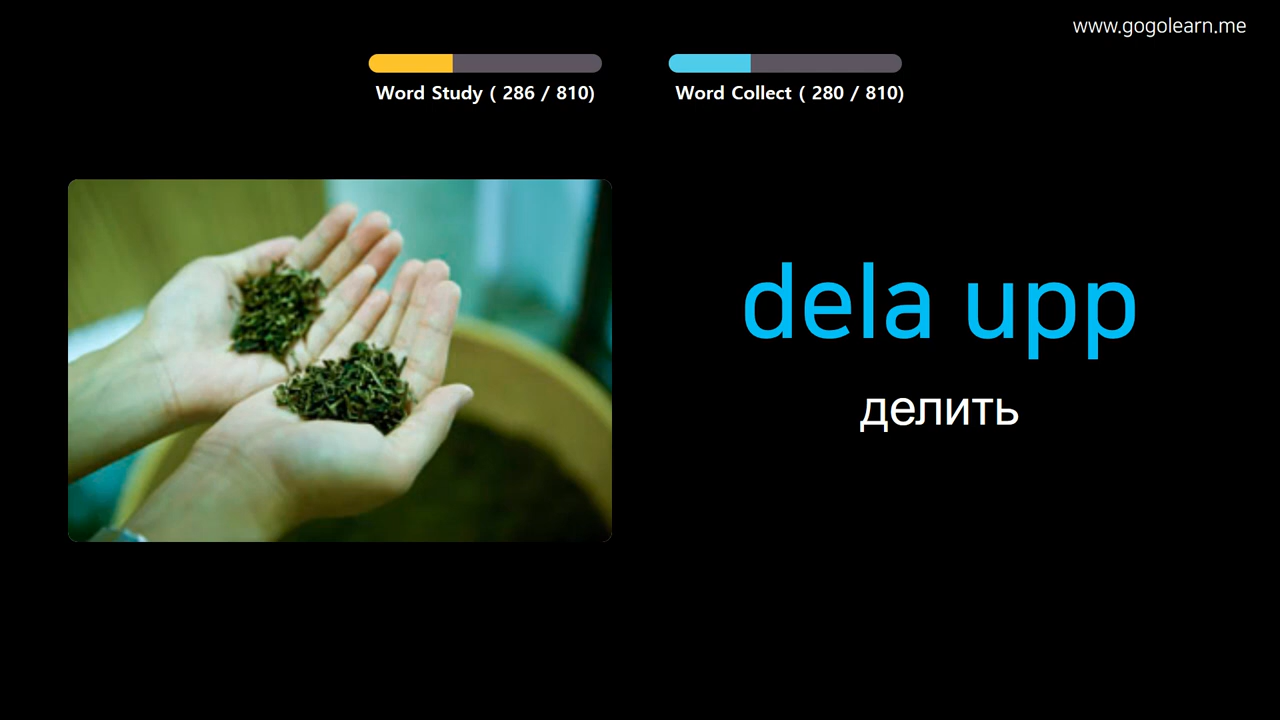 www.gogolearn.me
Word Study ( 286 / 810)
Word Collect ( 280 / 810)
dela upp
делить